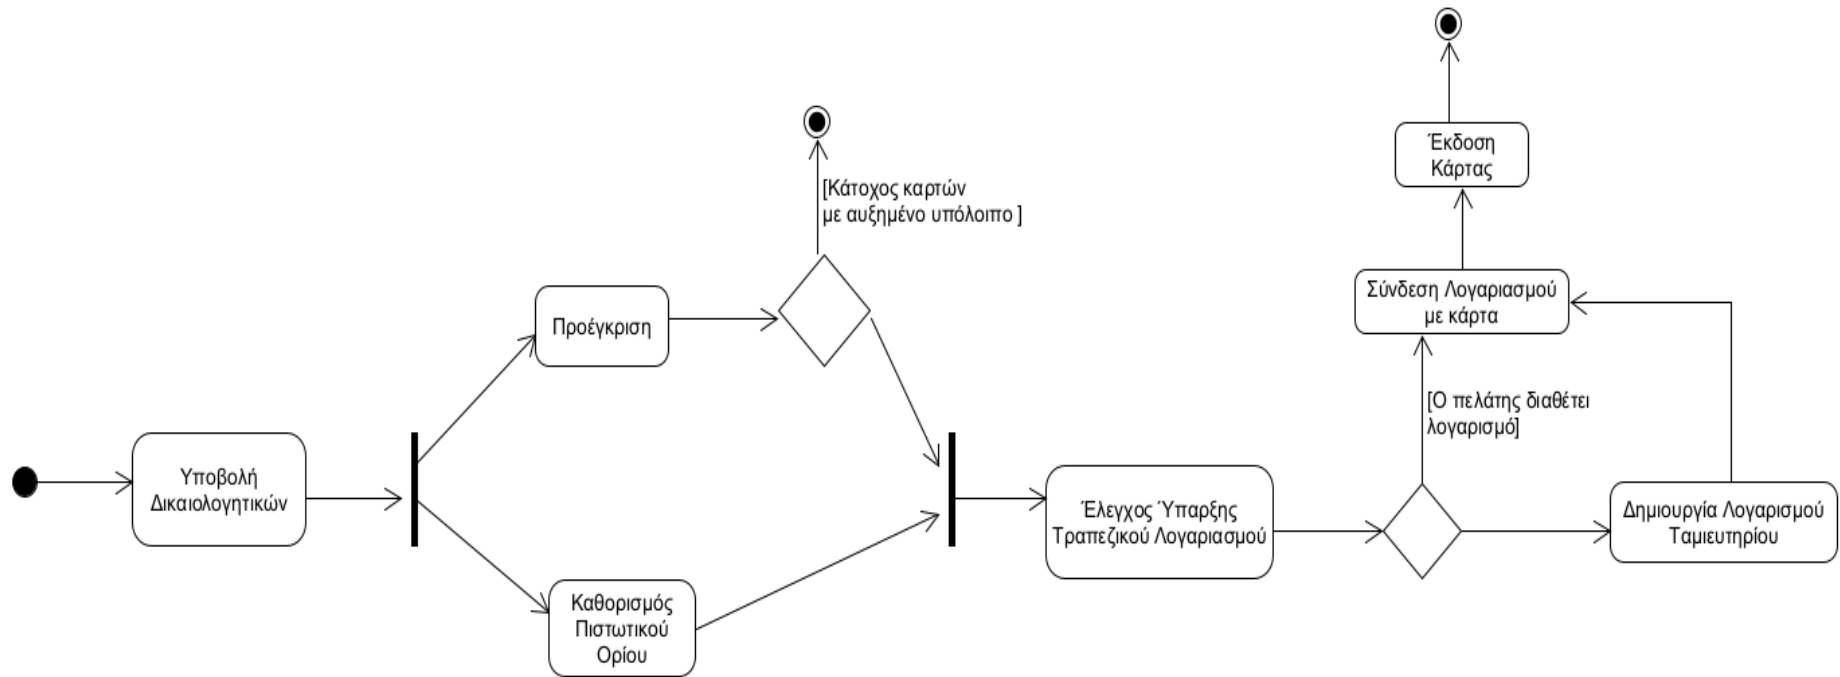 Έκδοση
Κάρτας
[Κάτοχος καρτών
με αυξημένο υπόλοιπο ]
Σύνδεση Λογαριασμού
με κάρτα
Προέγκριση
[Ο πελάτης διαθέτει
λογαρισμό]
Υποβολή
Δικαιολογητικών
Έλεγχος Ύπαρξης
Τραπεζικού Λογαριασμού
Δημιουργία Λογαρισμού
Ταμιευτηρίου
Καθορισμός
Πιστωτικού
Ορίου